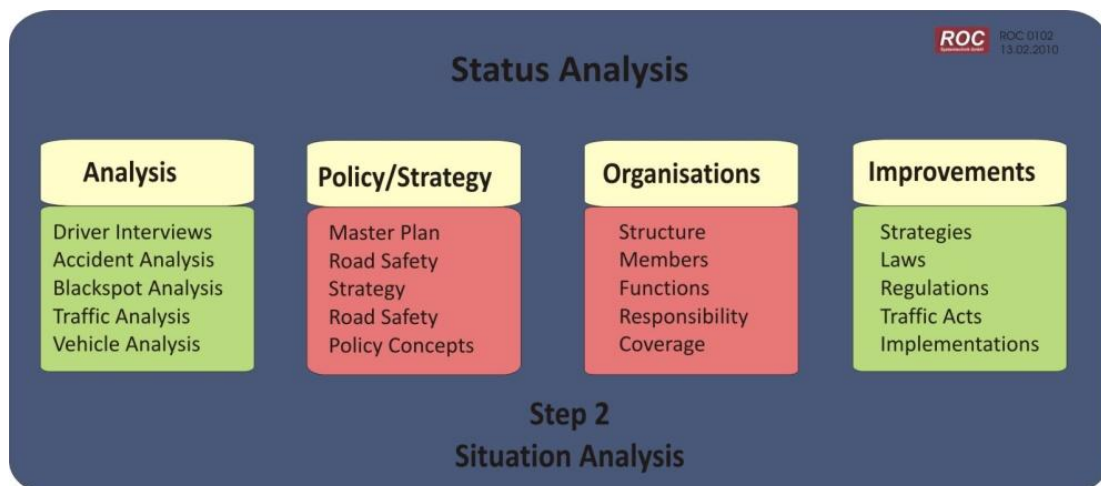 ROC
ROC 0102
13.02.2010
Status Analysis
Analysis
Driver Interviews
Accident Analysis
Blackspot Analysis
Traffic Analysis
Vehicle Analysis
Policy/Strategy
Master Plan
Road Safety
Strategy
Road Safety
Policy Concepts
Organisations
Structure
Members
Functions
Responsibility
Coverage
Improvements
Strategies
Laws
Regulations
Traffic Acts
Implementations
Step 2
Situation Analysis